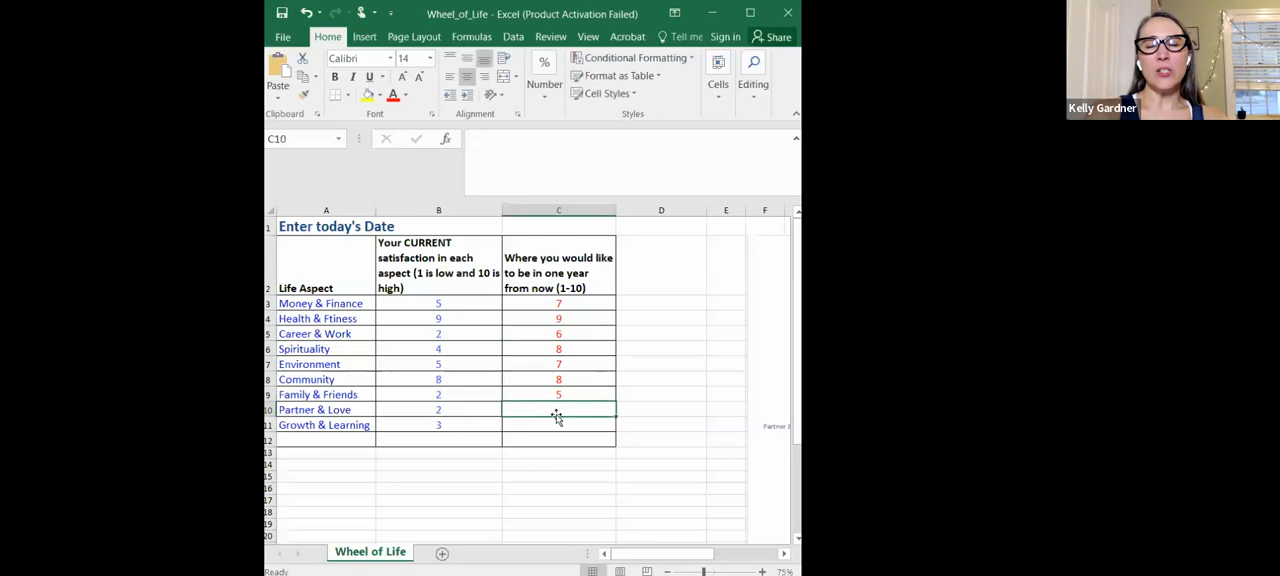 Wheel_of_Life - Excel (Product Activation Failed)
File Home Insert Page Layout Formulas Data Review View Acrobat Tell me Sign in Share
Calibri 14
Paste
B I U A A
A
%
Number
Conditional Formatting
Format as Table
Cell Styles
Cells
Editing
Clipboard Font Alignment Styles
C10 fx
A B C D E F
1 Enter today's Date
2 Life Aspect Your CURRENT satisfaction in each aspect (1 is low and 10 is high) Where you would like to be in one year from now (1-10)
3 Money & Finance 5 7
4 Health & Ftiness 9 9
5 Career & Work 2 6
6 Spirituality 4 8
7 Environment 5 7
8 Community 8 8
9 Family & Friends 2 5
10 Partner & Love 2
11 Growth & Learning 3
Partner
12
13
14
15
16
17
18
19
20
Wheel of Life
Ready
75%
Kelly Gardner